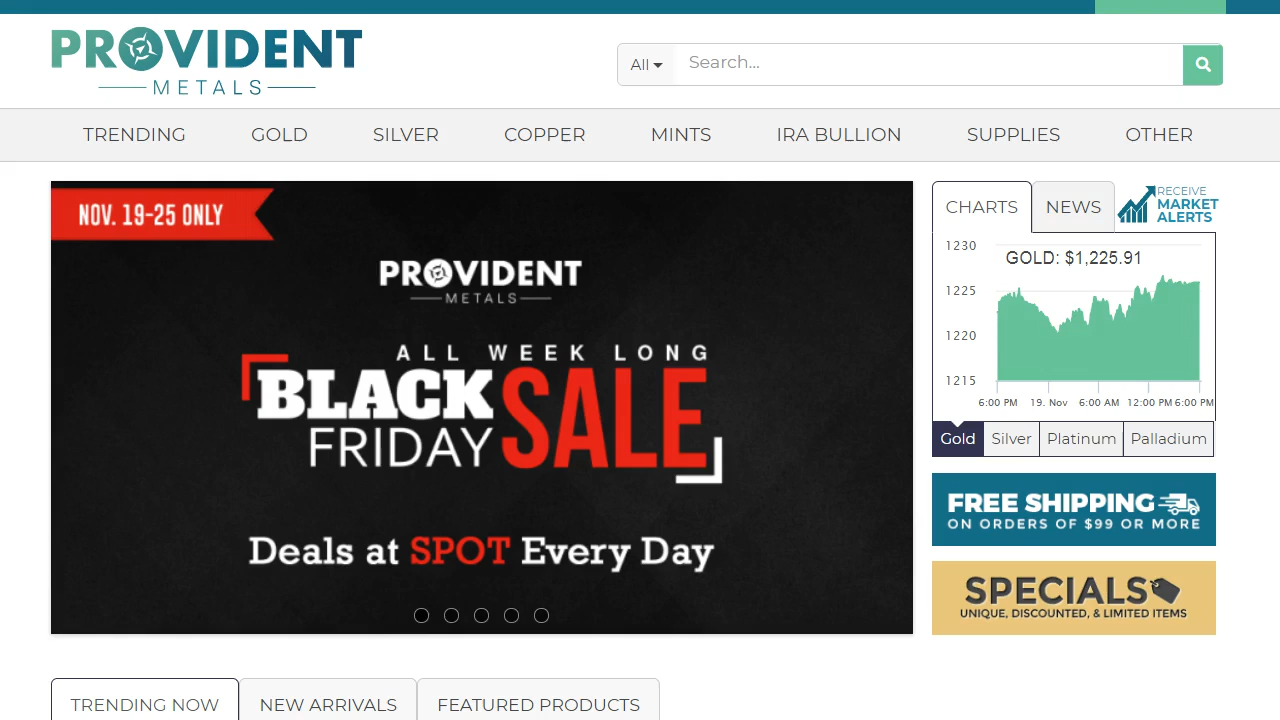 PROVIDENT
METALS
All
Search...
TRENDING GOLD SILVER COPPER MINTS IRA BULLION SUPPLIES OTHER
NOV. 19-25 ONLY
PROVIDENT
METALS
ALL WEEK LONG
BLACK FRIDAY SALE
Deals at SPOT Every Day
CHARTS NEWS RECEIVE MARKET ALERTS
GOLD: $1,225.91
1230
1225
1220
1215
6:00 PM 19. Nov 6:00 AM 12:00 PM 6:00 PM
Gold Silver Platinum Palladium
FREE SHIPPING
ON ORDERS OF $99 OR MORE
SPECIALS
UNIQUE, DISCOUNTED, & LIMITED ITEMS
TRENDING NOW NEW ARRIVALS FEATURED PRODUCTS